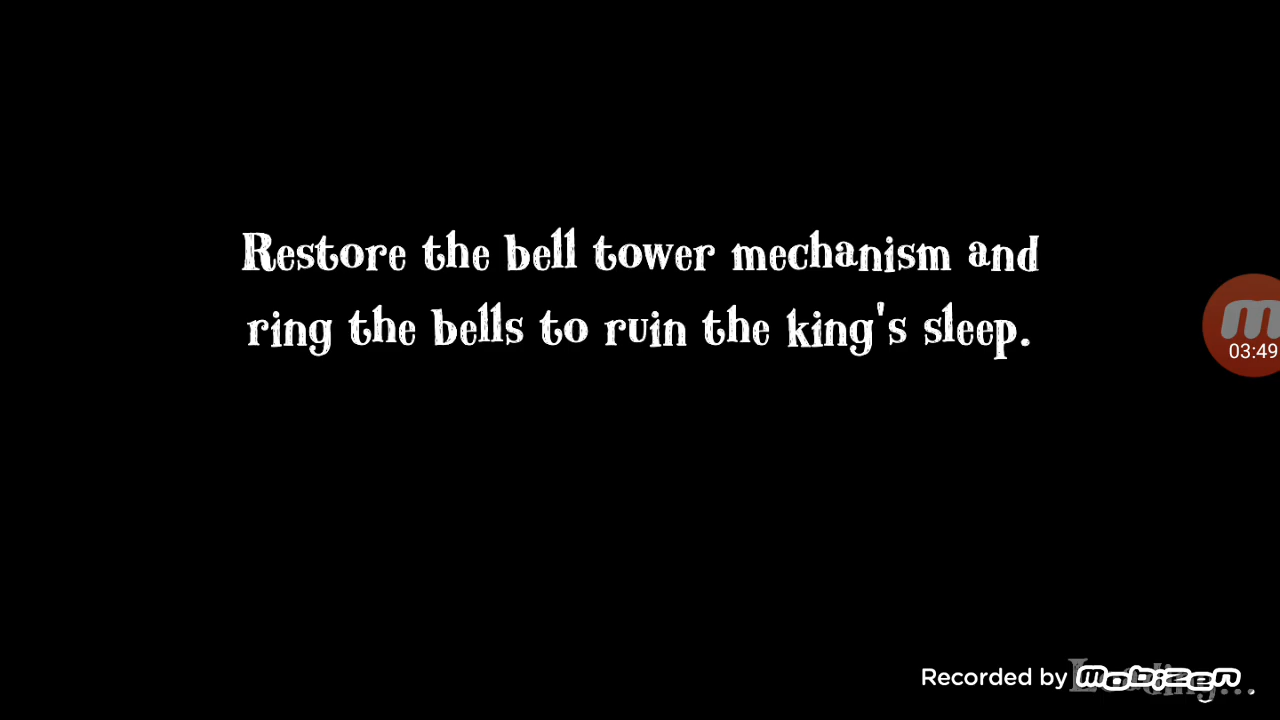 Restore the bell tower mechanism and
ring the bells to ruin the king's sleep.
03:49
Recorded by Mobizen
Loading...